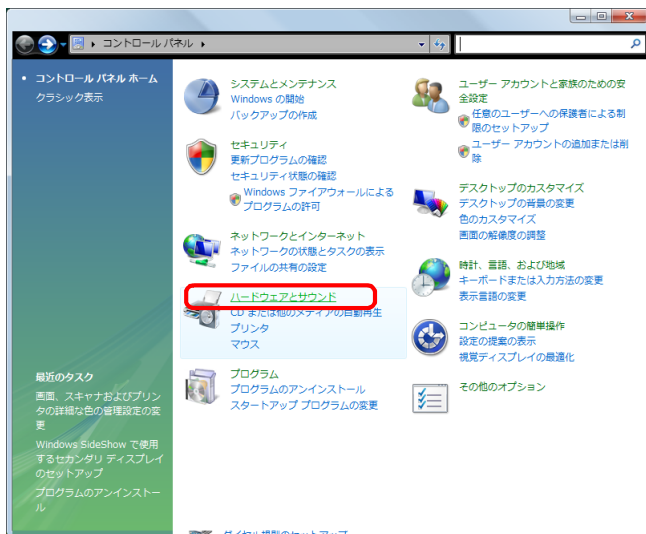 コントロール パネル
コントロール パネル ホーム
クラシック表示
システムとメンテナンス
Windows の開始
バックアップの作成
セキュリティ
更新プログラムの確認
セキュリティ状態の確認
Windows ファイアウォールによる
プログラムの許可
ネットワークとインターネット
ネットワークの状態とタスクの表示
ファイルの共有の設定
ハードウェアとサウンド
CD または他のメディアの自動再生
プリンタ
マウス
プログラム
プログラムのアンインストール
スタートアップ プログラムの変更
ユーザー アカウントと家族のための安
全設定
任意のユーザーへの保護者による制
限のセットアップ
ユーザー アカウントの追加または削
除
デスクトップのカスタマイズ
デスクトップの背景の変更
色のカスタマイズ
画面の解像度の調整
時計、言語、および地域
キーボードまたは入力方法の変更
表示言語の変更
コンピュータの簡単操作
設定の提案の表示
視覚ディスプレイの最適化
その他のオプション
最近のタスク
画面、スキャナおよびプリン
タの詳細な色の管理設定の変
更
Windows SideShow で使用
するセカンダリ ディスプレイ
のセットアップ
プログラムのアンインストー
ル